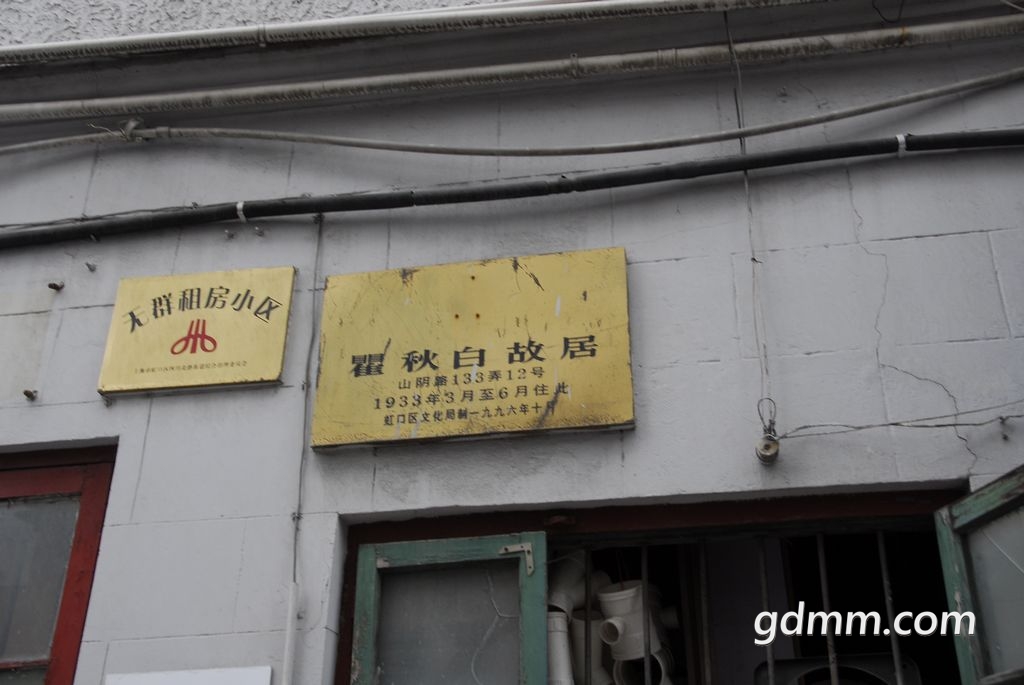 无群租房小区
瞿秋白故居
山阴路133弄12号
1933年3月至6月住此
虹口区文化局制一九九六年十月
gdmm.com